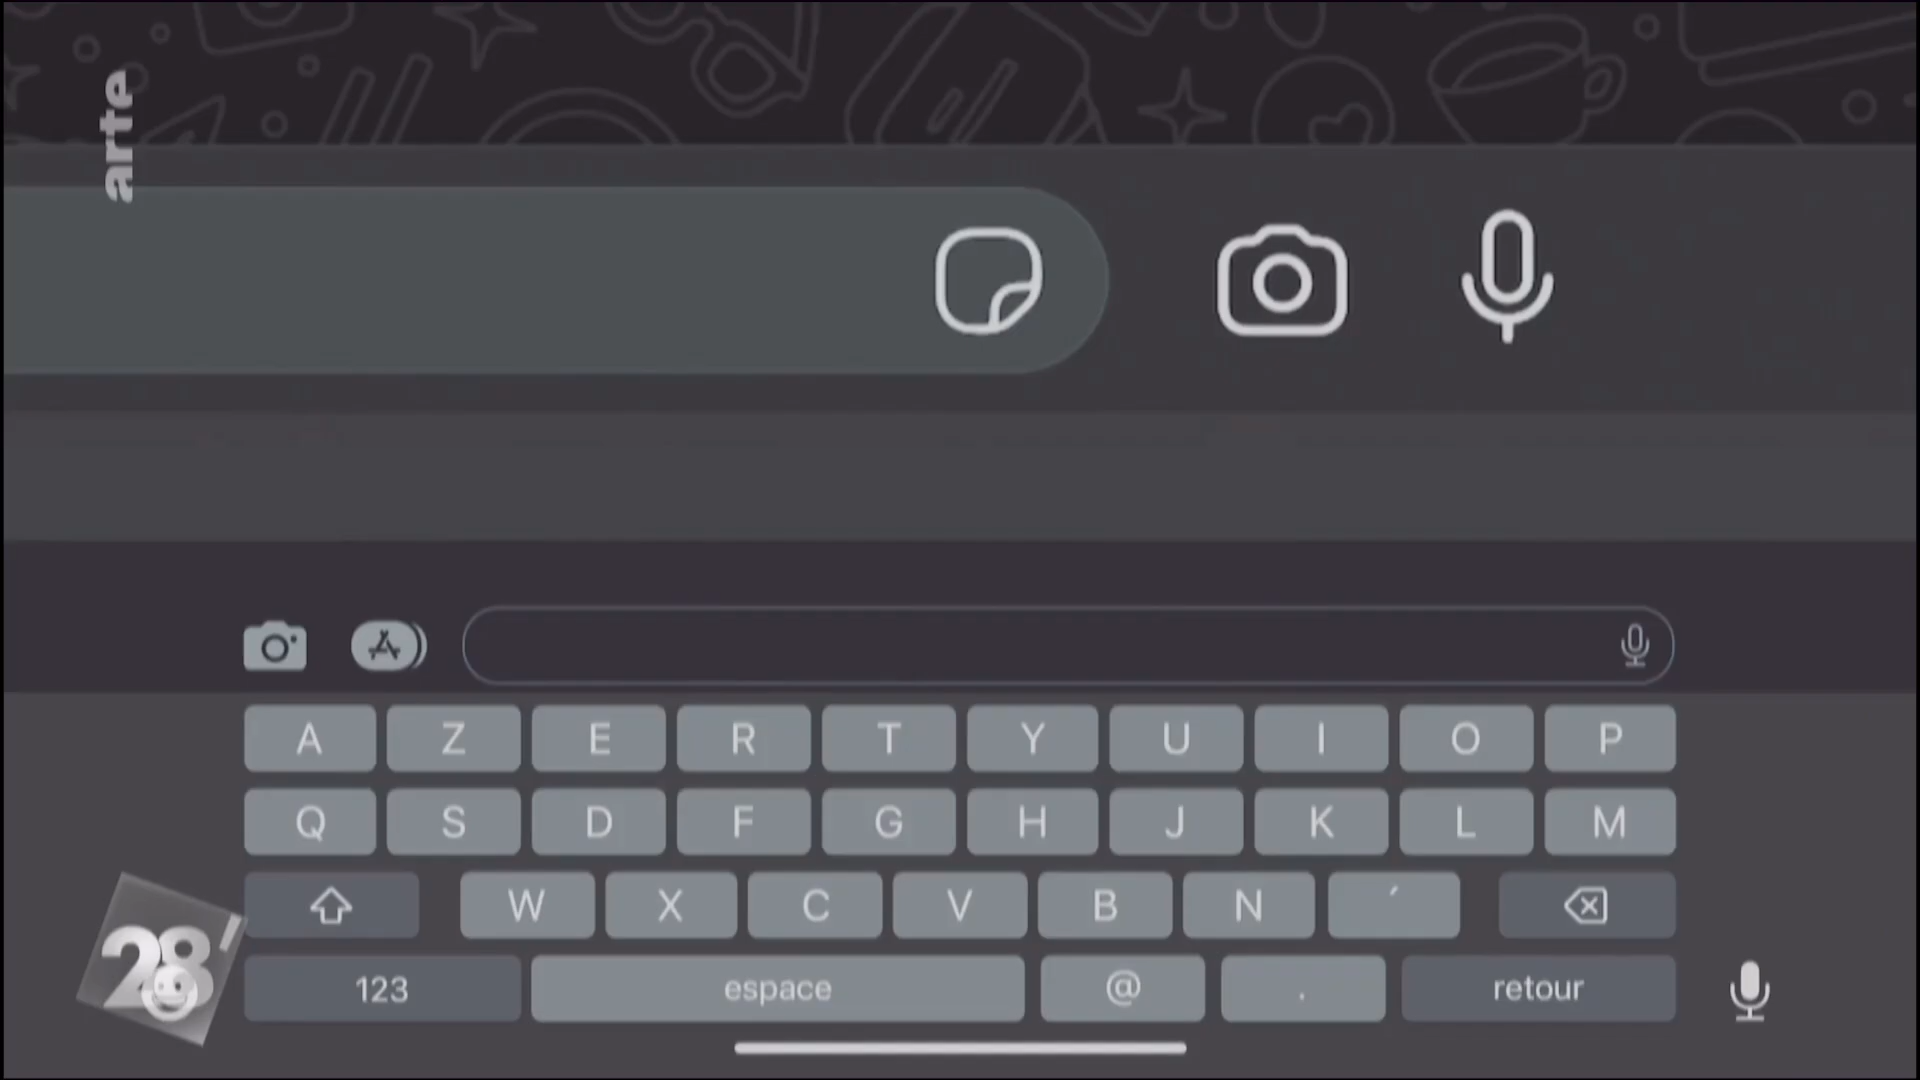 arte
A Z E R T Y U I O P
Q S D F G H J K L M
W X C V B N ´
123 espace @ . retour
28'